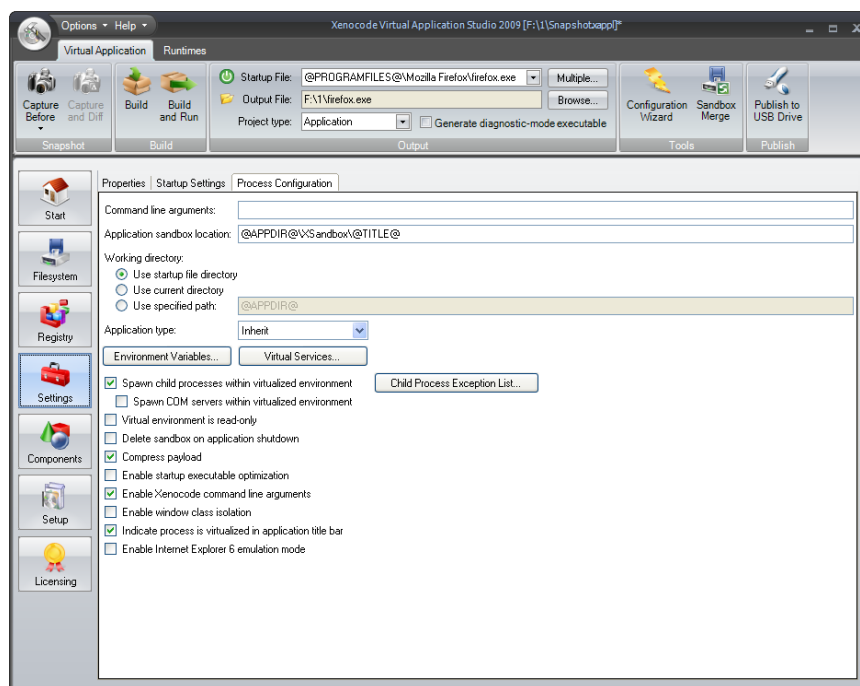 Options Help Xenocode Virtual Application Studio 2009 [F:\1\Snapshot.xappl]*
Virtual Application Runtimes
Startup File: @PROGRAMFILES@\Mozilla Firefox\firefox.exe Multiple...
Output File: F:\1\firefox.exe Browse...
Project type: Application Generate diagnostic-mode executable
Capture Before
Capture and Diff
Build
Build and Run
Configuration Wizard
Sandbox Merge
Publish to USB Drive
Snapshot Build Output Tools Publish
Start
Filesystem
Registry
Settings
Components
Setup
Licensing
Properties Startup Settings Process Configuration
Command line arguments:
Application sandbox location: @APPDIR@\XSandbox\@TITLE@
Working directory:
Use startup file directory
Use current directory
Use specified path: @APPDIR@
Application type: Inherit
Environment Variables... Virtual Services...
Spawn child processes within virtualized environment Child Process Exception List...
Spawn COM servers within virtualized environment
Virtual environment is read-only
Delete sandbox on application shutdown
Compress payload
Enable startup executable optimization
Enable Xenocode command line arguments
Enable window class isolation
Indicate process is virtualized in application title bar
Enable Internet Explorer 6 emulation mode